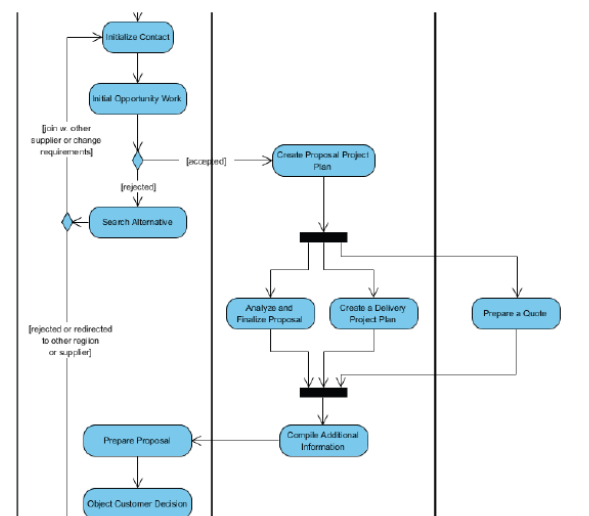 Initialize Contact
Initial Opportunity Work
[join w. other
supplier or change
requirements]
[accepted]
Create Proposal Project
Plan
[rejected]
Search Alternative
Analyze and
Finalize Proposal
Create a Delivery
Project Plan
Prepare a Quote
[rejected or redirected
to other region
or supplier]
Prepare Proposal
Compile Additional
Information
Object Customer Decision